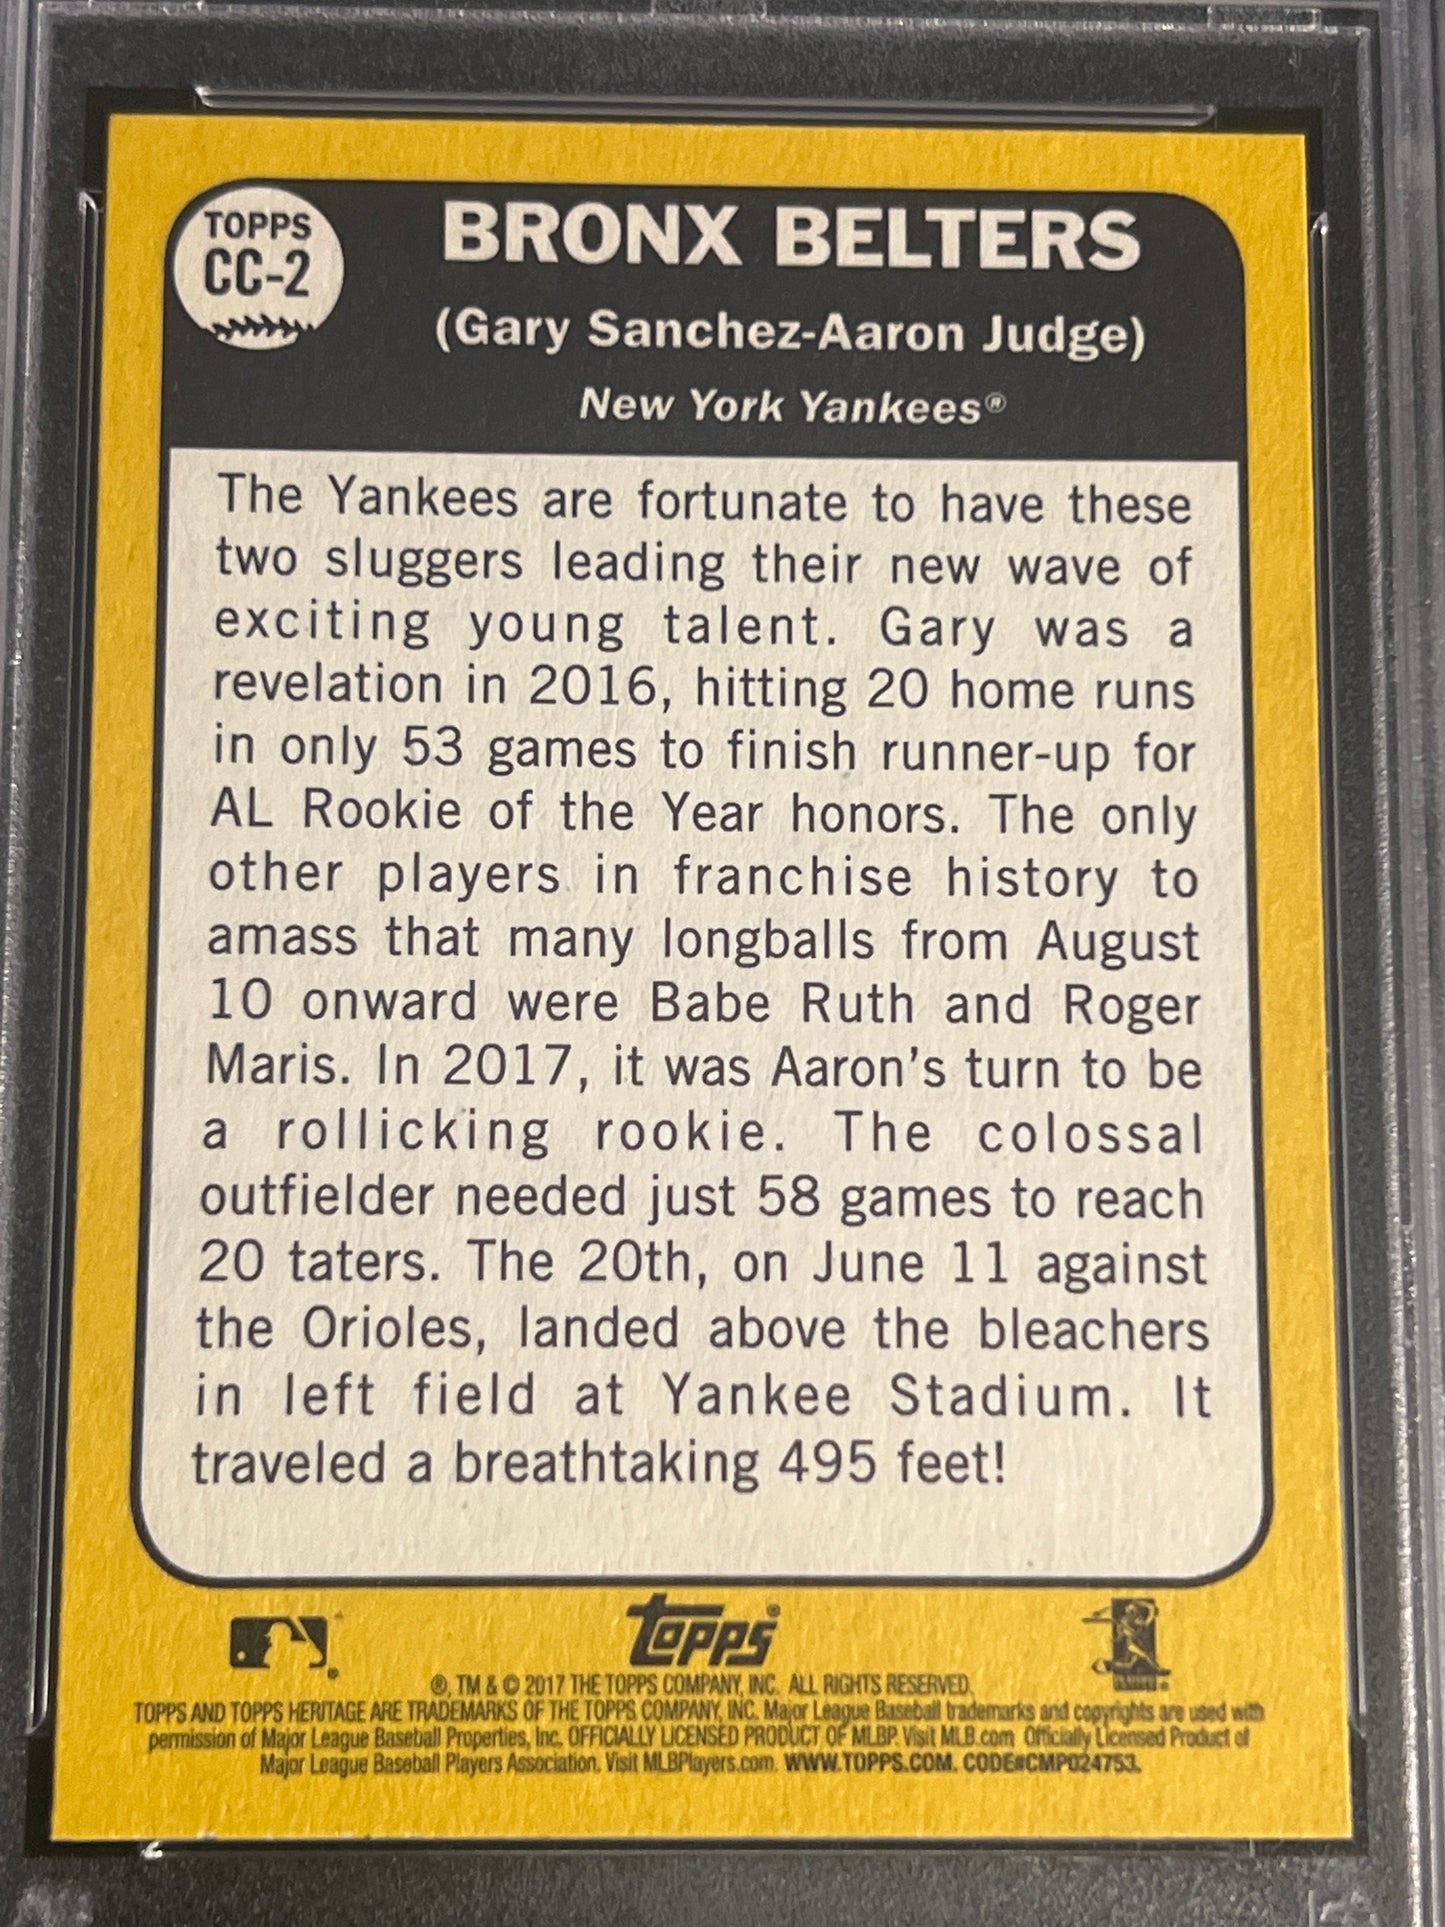 TOPPS
CC-2
BRONX BELTERS
(Gary Sanchez-Aaron Judge)
New York Yankees®
The Yankees are fortunate to have these
two sluggers leading their new wave of
exciting young talent. Gary was a
revelation in 2016, hitting 20 home runs
in only 53 games to finish runner-up for
AL Rookie of the Year honors. The only
other players in franchise history to
amass that many longballs from August
10 onward were Babe Ruth and Roger
Maris. In 2017, it was Aaron's turn to be
a rollicking rookie. The colossal
outfielder needed just 58 games to reach
20 taters. The 20th, on June 11 against
the Orioles, landed above the bleachers
in left field at Yankee Stadium. It
traveled a breathtaking 495 feet!
Topps®
®, TM & © 2017 THE TOPPS COMPANY, INC. ALL RIGHTS RESERVED.
TOPPS AND TOPPS HERITAGE ARE TRADEMARKS OF THE TOPPS COMPANY, INC. Major League Baseball trademarks and copyrights are used with
permission of Major League Baseball Properties, Inc. OFFICIALLY LICENSED PRODUCT OF MLBP. Visit MLB.com Officially Licensed Product of
Major League Baseball Players Association. Visit MLBPlayers.com. WWW.TOPPS.COM. CODE#CMP024753.